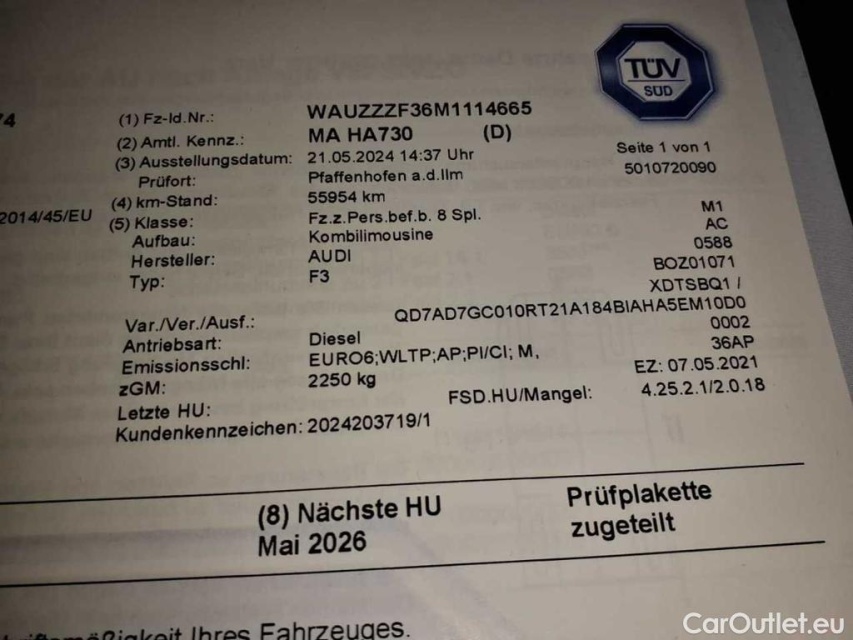 TÜV
SÜD
74
(1) Fz-Id.Nr.: WAUZZZF36M1114665
(2) Amtl. Kennz.: MA HA730 (D)
(3) Ausstellungsdatum: 21.05.2024 14:37 Uhr Seite 1 von 1
Prüfort: Pfaffenhofen a.d.Ilm 5010720090
(4) km-Stand: 55954 km
2014/45/EU (5) Klasse: Fz.z.Pers.bef.b. 8 Spl. M1
Aufbau: Kombilimousine AC
Hersteller: AUDI 0588
Typ: F3 BOZ01071
XDTSBQ1 /
Var./Ver./Ausf.: QD7AD7GC010RT21A184BIAHA5EM10D0
Antriebsart: Diesel 0002
Emissionsschl: EURO6;WLTP;AP;PI/CI; M, 36AP
zGM: 2250 kg EZ: 07.05.2021
Letzte HU: FSD.HU/Mangel: 4.25.2.1/2.0.18
Kundenkennzeichen: 2024203719/1
(8) Nächste HU Prüfplakette
Mai 2026 zugeteilt
Ihres Fahrzeuges.
CarOutlet.eu